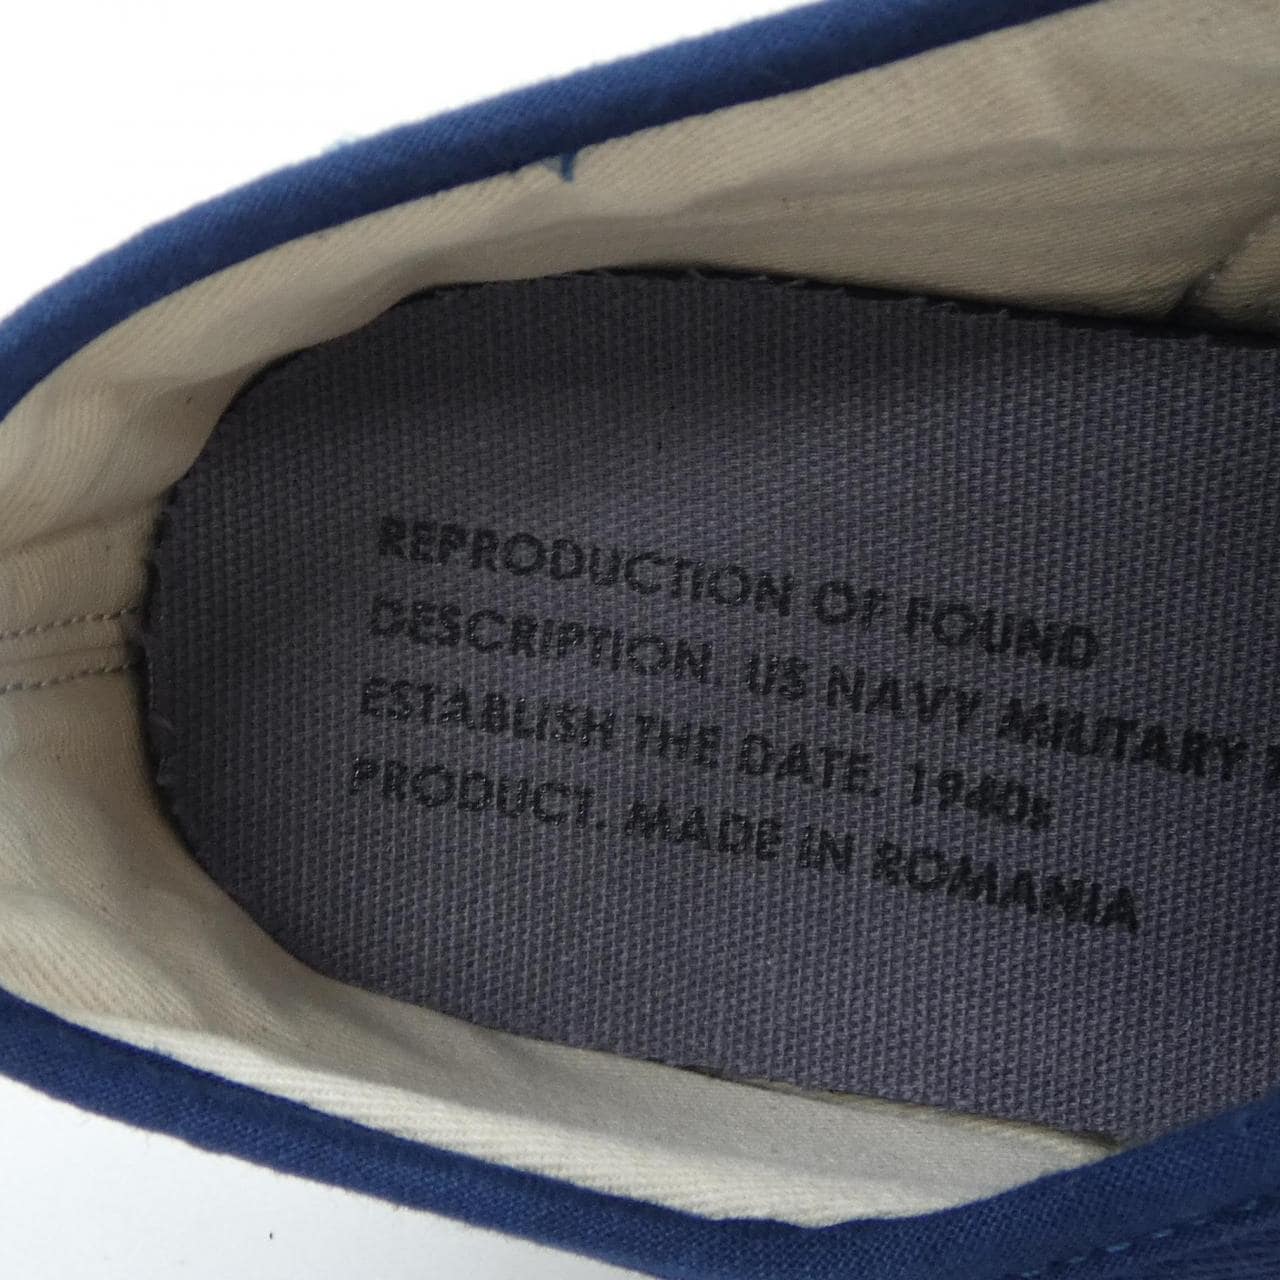 REPRODUCTION OF FOUND
DESCRIPTION. US NAVY MILITARY
ESTABLISH THE DATE. 1940s
PRODUCT. MADE IN ROMANIA